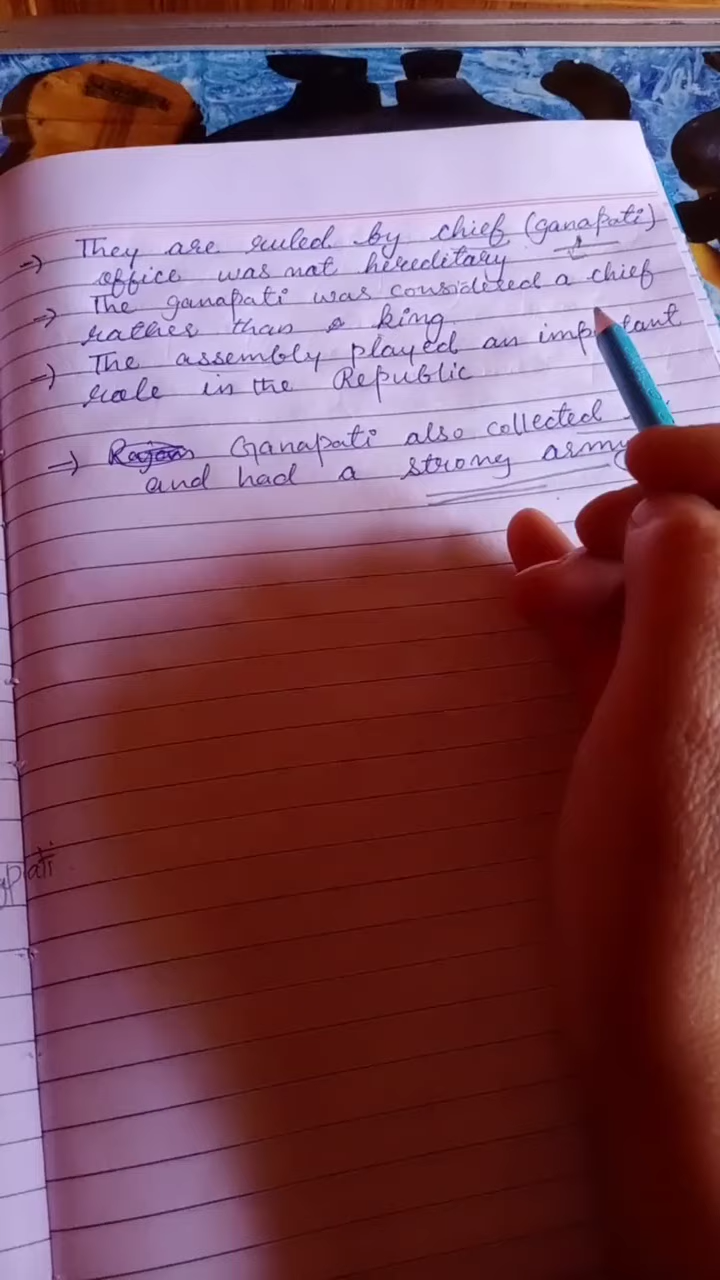 → They are ruled by chief (ganapati)
office was not hereditary
→ The ganapati was considered a chief
rather than a king
→ The assembly played an important
role in the Republic
→ Ganapati also collected
and had a strong army
pati